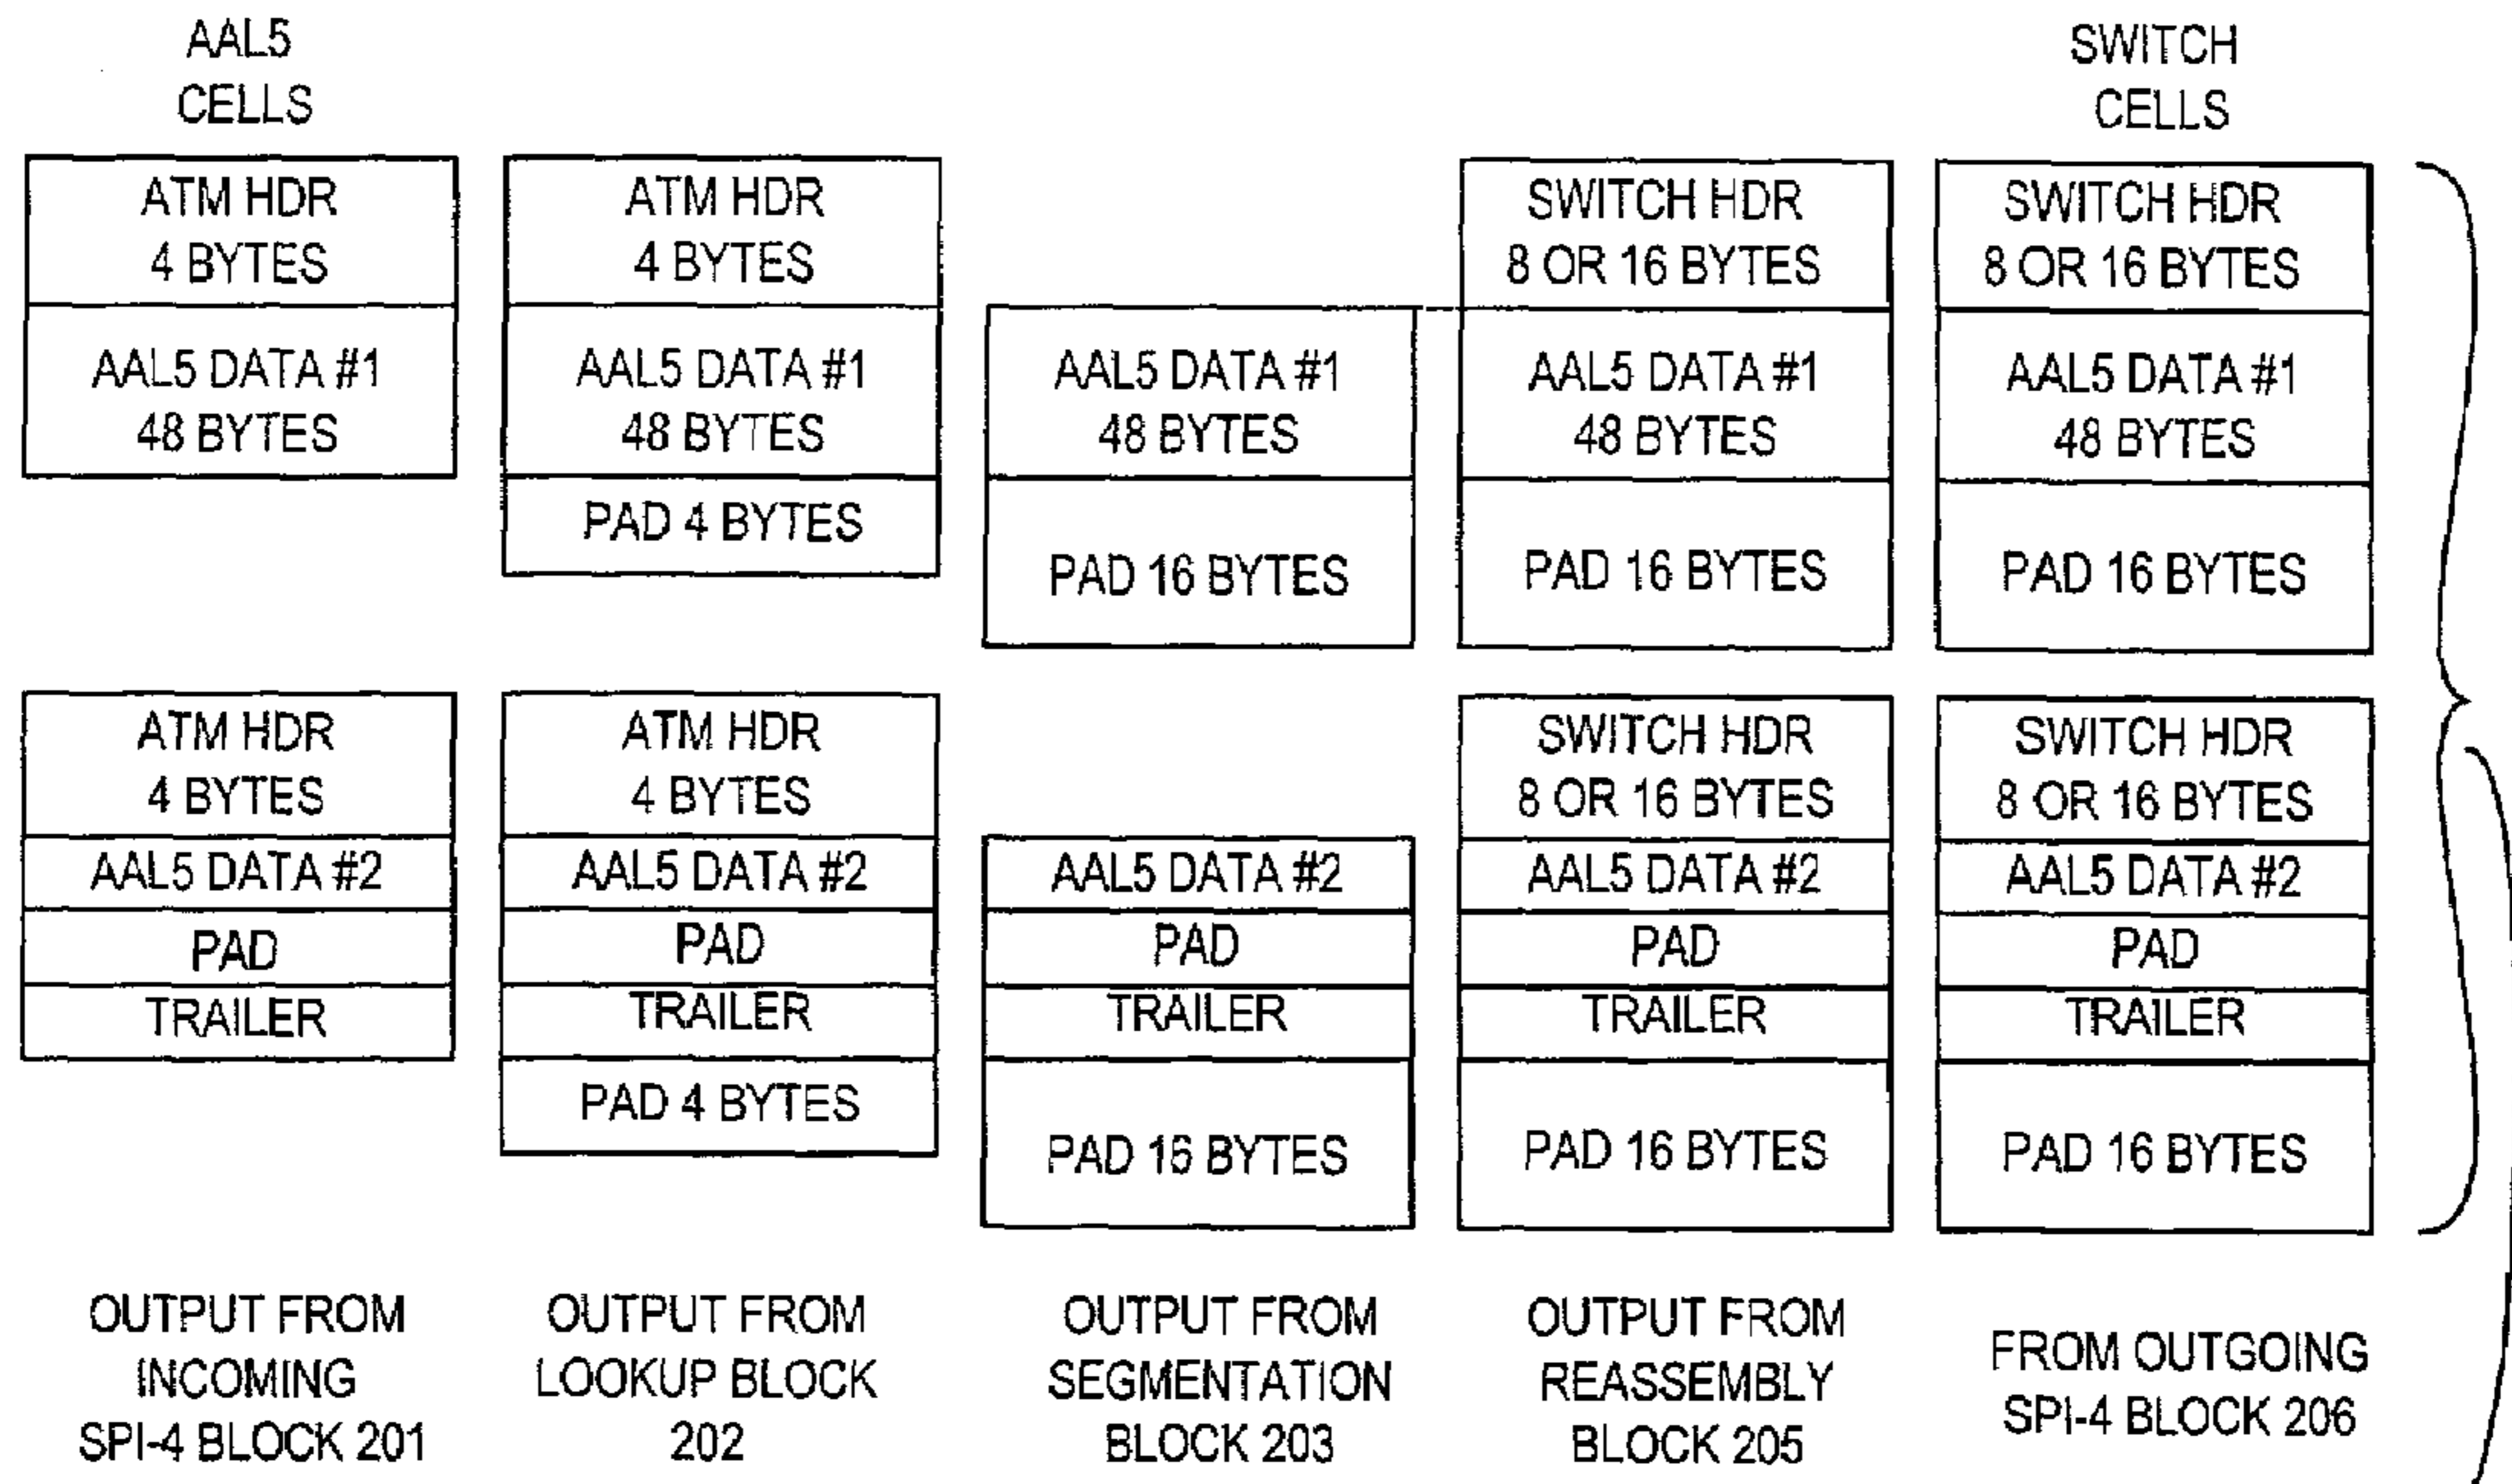 AAL5
CELLS
SWITCH
CELLS
ATM HDR
4 BYTES
AAL5 DATA #1
48 BYTES
ATM HDR
4 BYTES
AAL5 DATA #1
48 BYTES
PAD 4 BYTES
AAL5 DATA #1
48 BYTES
PAD 16 BYTES
SWITCH HDR
8 OR 16 BYTES
AAL5 DATA #1
48 BYTES
PAD 16 BYTES
SWITCH HDR
8 OR 16 BYTES
AAL5 DATA #1
48 BYTES
PAD 16 BYTES
ATM HDR
4 BYTES
AAL5 DATA #2
PAD
TRAILER
ATM HDR
4 BYTES
AAL5 DATA #2
PAD
TRAILER
PAD 4 BYTES
AAL5 DATA #2
PAD
TRAILER
PAD 16 BYTES
SWITCH HDR
8 OR 16 BYTES
AAL5 DATA #2
PAD
TRAILER
PAD 16 BYTES
SWITCH HDR
8 OR 16 BYTES
AAL5 DATA #2
PAD
TRAILER
PAD 16 BYTES
OUTPUT FROM
INCOMING
SPI-4 BLOCK 201
OUTPUT FROM
LOOKUP BLOCK
202
OUTPUT FROM
SEGMENTATION
BLOCK 203
OUTPUT FROM
REASSEMBLY
BLOCK 205
FROM OUTGOING
SPI-4 BLOCK 206